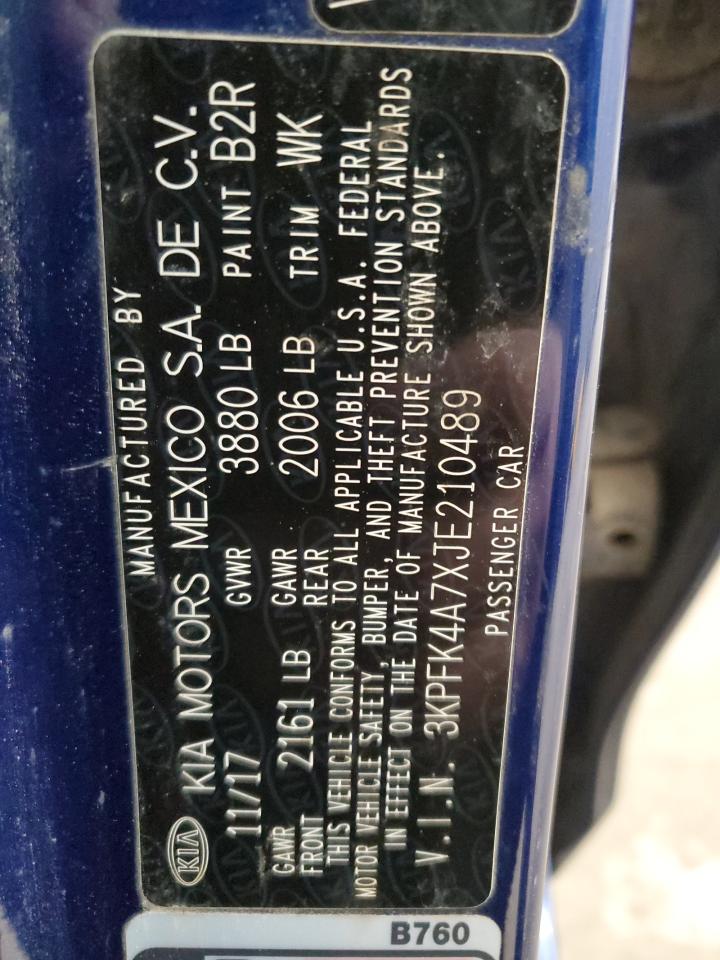 MANUFACTURED BY
KIA KIA MOTORS MEXICO S.A. DE C.V.
11/17 GVWR 3880 LB PAINT B2R
GAWR FRONT 2161 LB GAWR REAR 2006 LB TRIM WK
THIS VEHICLE CONFORMS TO ALL APPLICABLE U.S.A. FEDERAL
MOTOR VEHICLE SAFETY, BUMPER, AND THEFT PREVENTION STANDARDS
IN EFFECT ON THE DATE OF MANUFACTURE SHOWN ABOVE.
V.I.N. 3KPFK4A7XJE210489
PASSENGER CAR
B760